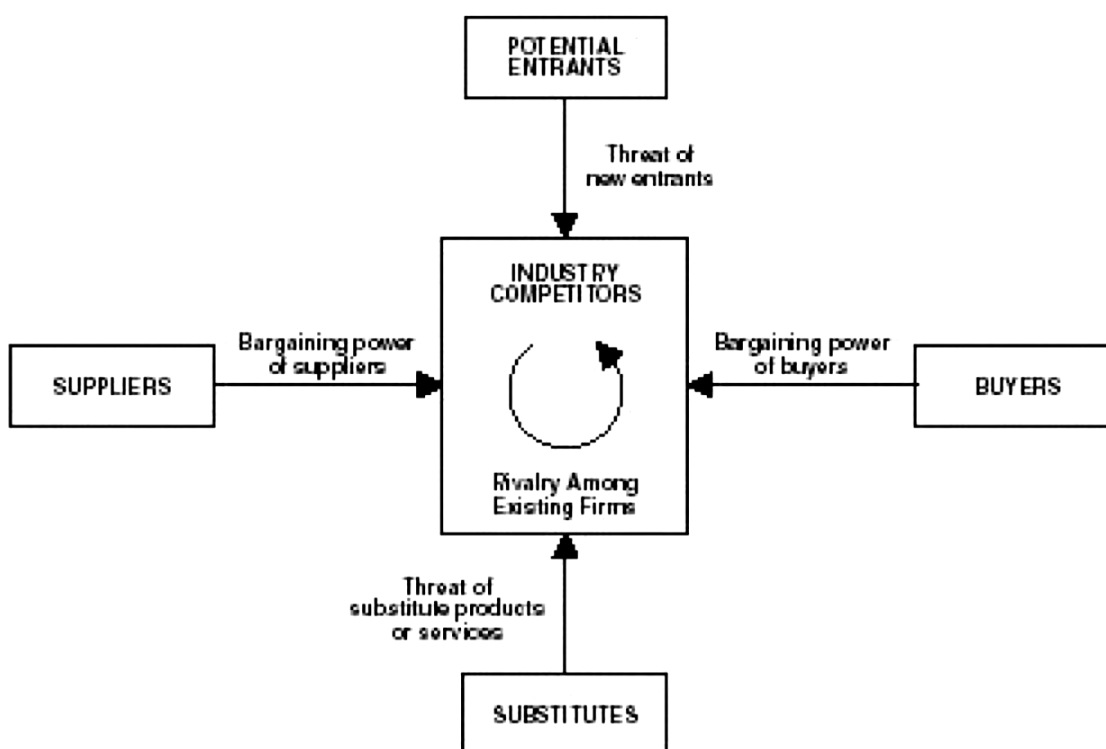 POTENTIAL
ENTRANTS
Threat of
new entrants
INDUSTRY
COMPETITORS
Bargaining power
of suppliers
Bargaining power
of buyers
SUPPLIERS
BUYERS
Rivalry Among
Existing Firms
Threat of
substitute products
or services
SUBSTITUTES